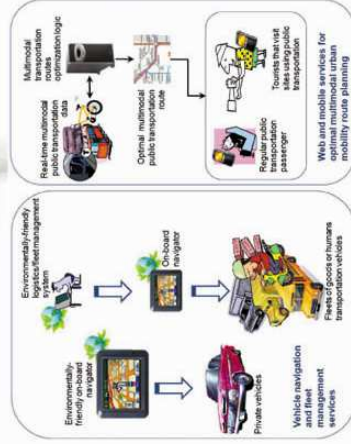 Environmentally-friendly
logistics/fleet management
system
Environmentally-
friendly on-board
navigator
On-board
navigator
Private vehicles
Fleets of goods or humans
transportation vehicles
Vehicle navigation
and fleet
management
services
Multimodal
transportation
routes
optimization logic
Real-time multimodal
public transportation
data
Optimal multimodal
public transportation
route
Regular public
transportation
passenger
Tourists that visit
sites using public
transportation
Web and mobile services for
optimal multimodal urban
mobility route planning